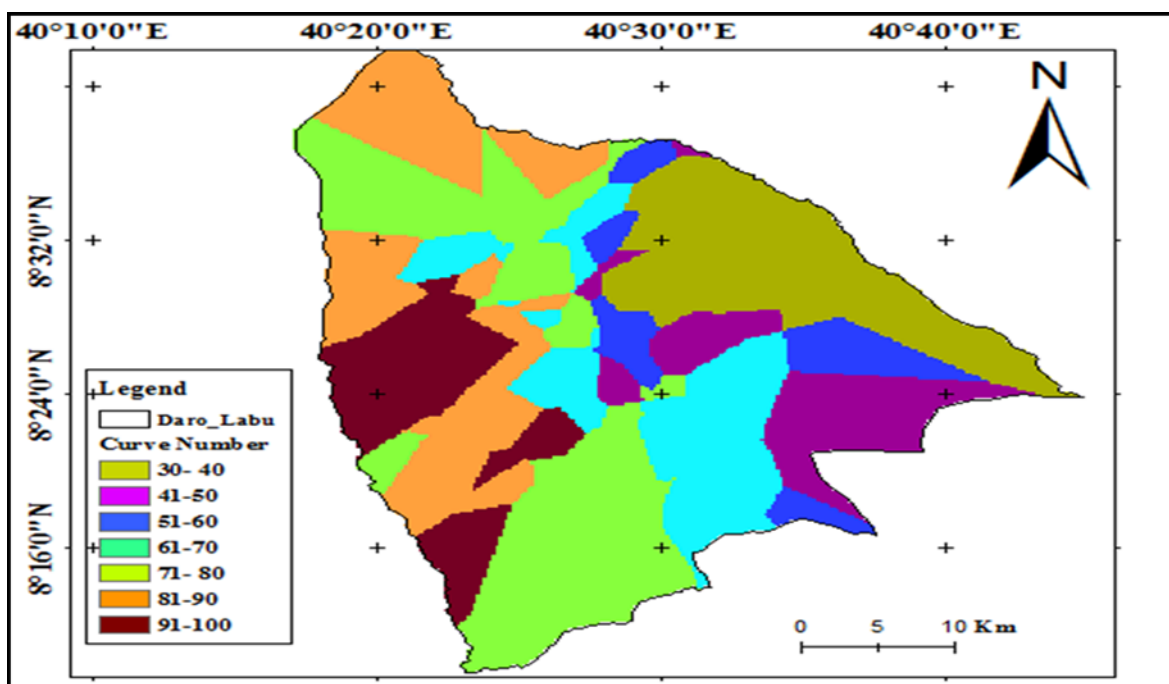 40°10'0"E 40°20'0"E 40°30'0"E 40°40'0"E
N
8°32'0"N
8°24'0"N
8°16'0"N
Legend
Daro_Labu
Curve Number
30- 40
41-50
51-60
61-70
71- 80
81-90
91-100
0 5 10 Km